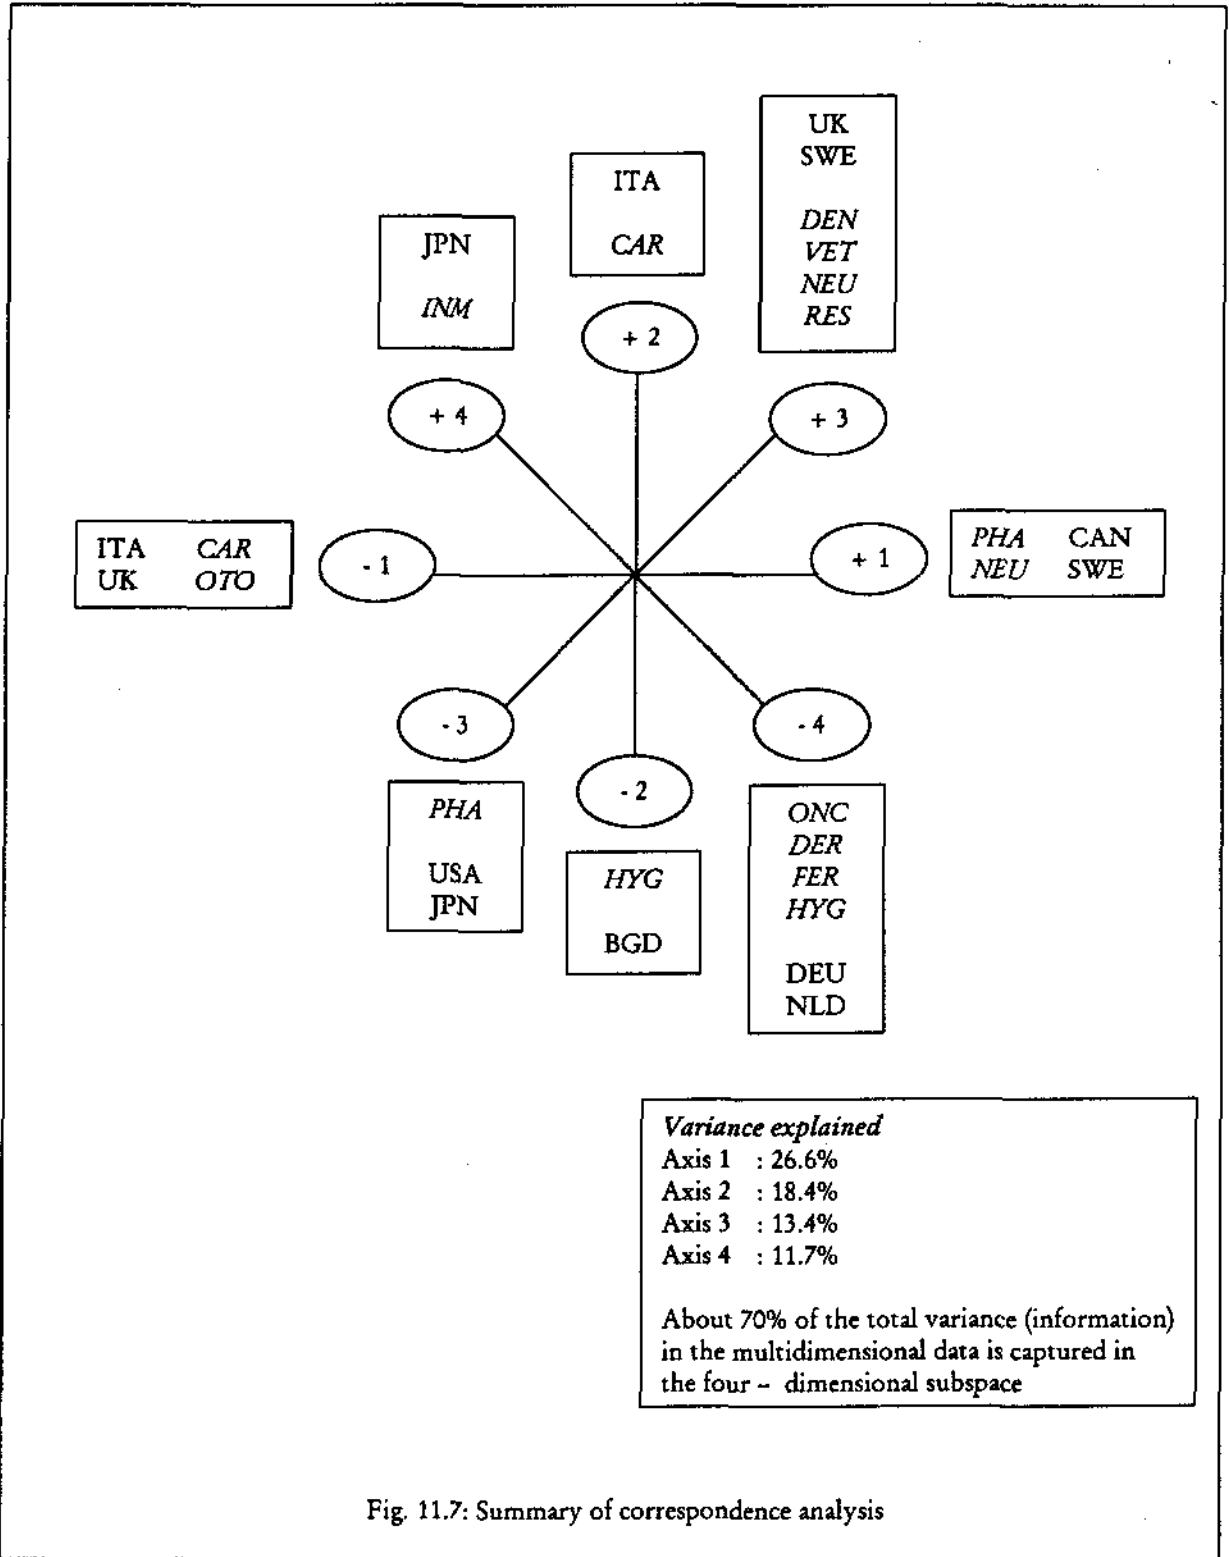 UK
SWE
DEN
VET
NEU
RES
ITA
CAR
JPN
INM
+ 2
+ 4
+ 3
ITA CAR
UK OTO
- 1
+ 1
PHA CAN
NEU SWE
- 3
- 2
- 4
PHA
USA
JPN
HYG
BGD
ONC
DER
FER
HYG
DEU
NLD
Variance explained
Axis 1 : 26.6%
Axis 2 : 18.4%
Axis 3 : 13.4%
Axis 4 : 11.7%
About 70% of the total variance (information)
in the multidimensional data is captured in
the four – dimensional subspace
Fig. 11.7: Summary of correspondence analysis